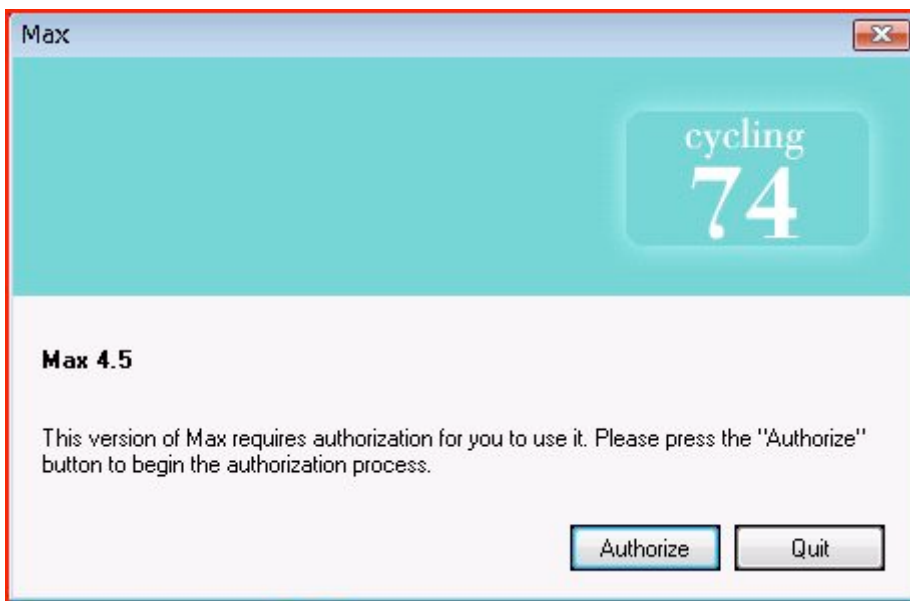 Max
cycling
74
Max 4.5
This version of Max requires authorization for you to use it. Please press the "Authorize"
button to begin the authorization process.
Authorize
Quit